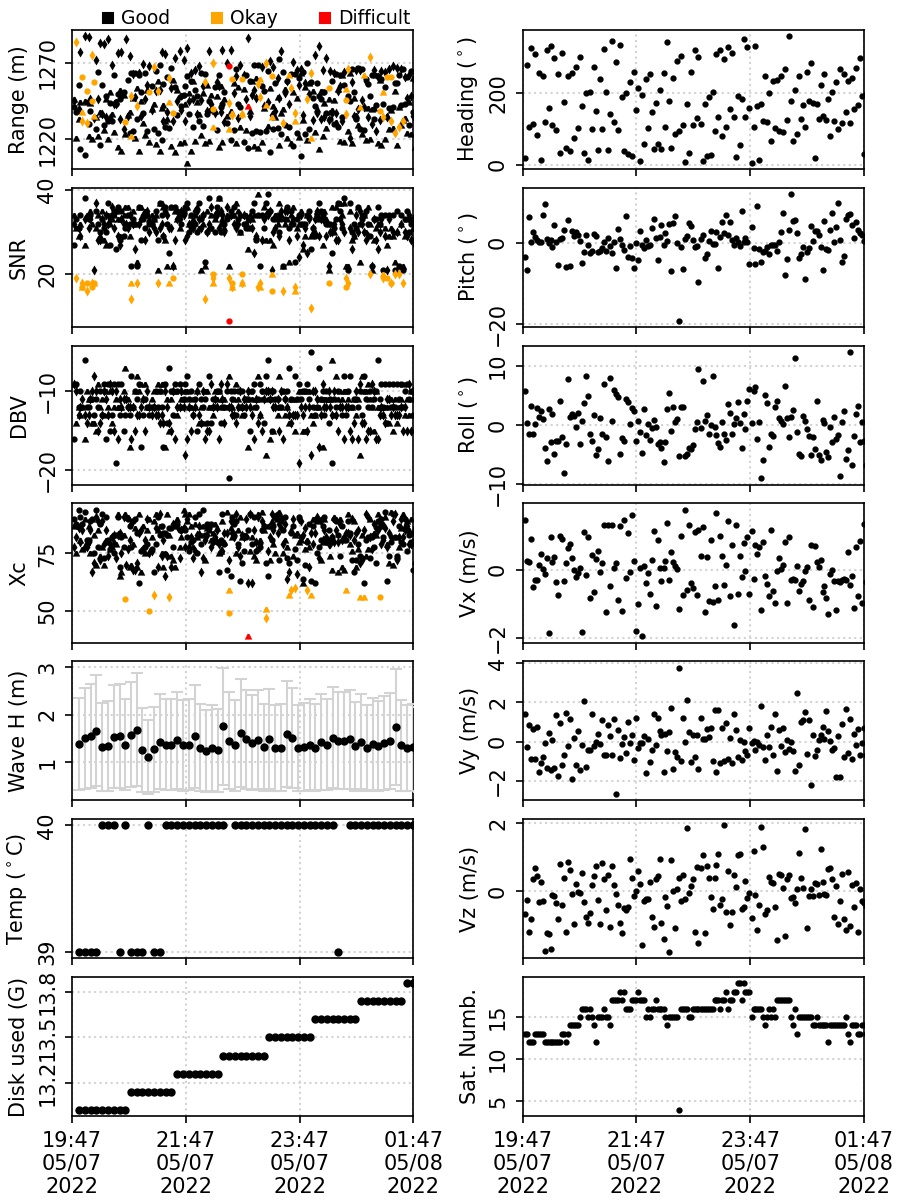 Good Okay Difficult
Range (m)
1270
1220
Heading (°)
200
0
SNR
40
20
Pitch (°)
0
−20
DBV
−10
−20
Roll (°)
10
0
−10
Xc
75
50
Vx (m/s)
0
−2
Wave H (m)
3
2
1
Vy (m/s)
4
2
0
−2
Temp (°C)
40
39
Vz (m/s)
2
0
Disk used (G)
13.8
13.5
13.2
Sat. Numb.
15
10
5
19:47 21:47 23:47 01:47 19:47 21:47 23:47 01:47
05/07 05/07 05/07 05/08 05/07 05/07 05/07 05/08
2022 2022 2022 2022 2022 2022 2022 2022